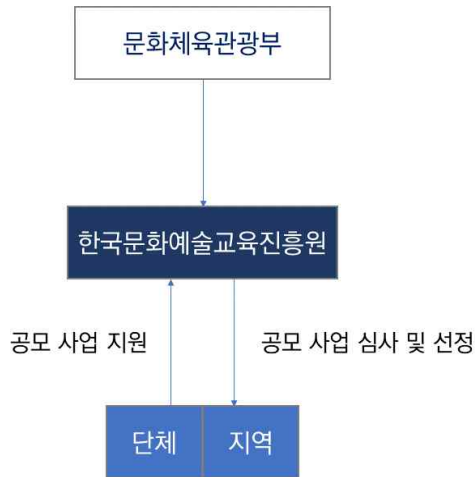 문화체육관광부
한국문화예술교육진흥원
공모 사업 지원
공모 사업 심사 및 선정
단체
지역